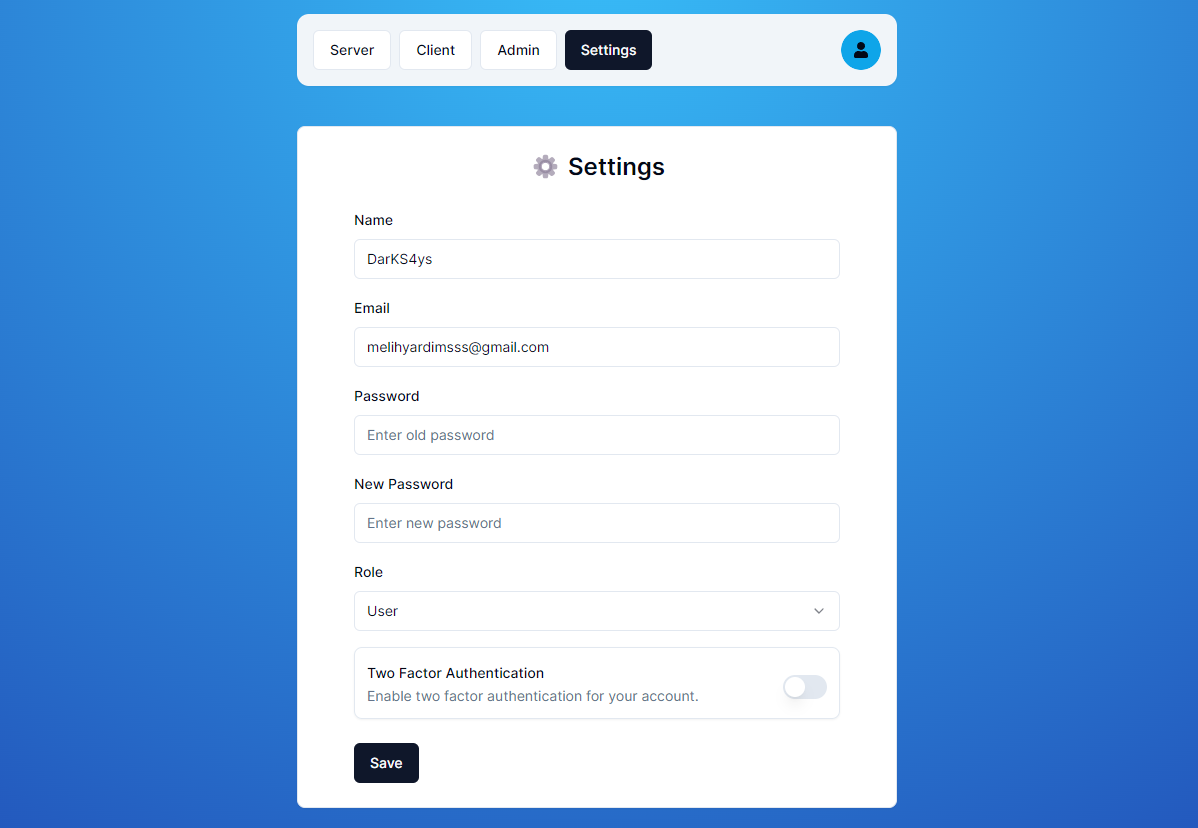 Server Client Admin Settings
Settings
Name
DarKS4ys
Email
melihyardimsss@gmail.com
Password
Enter old password
New Password
Enter new password
Role
User
Two Factor Authentication
Enable two factor authentication for your account.
Save